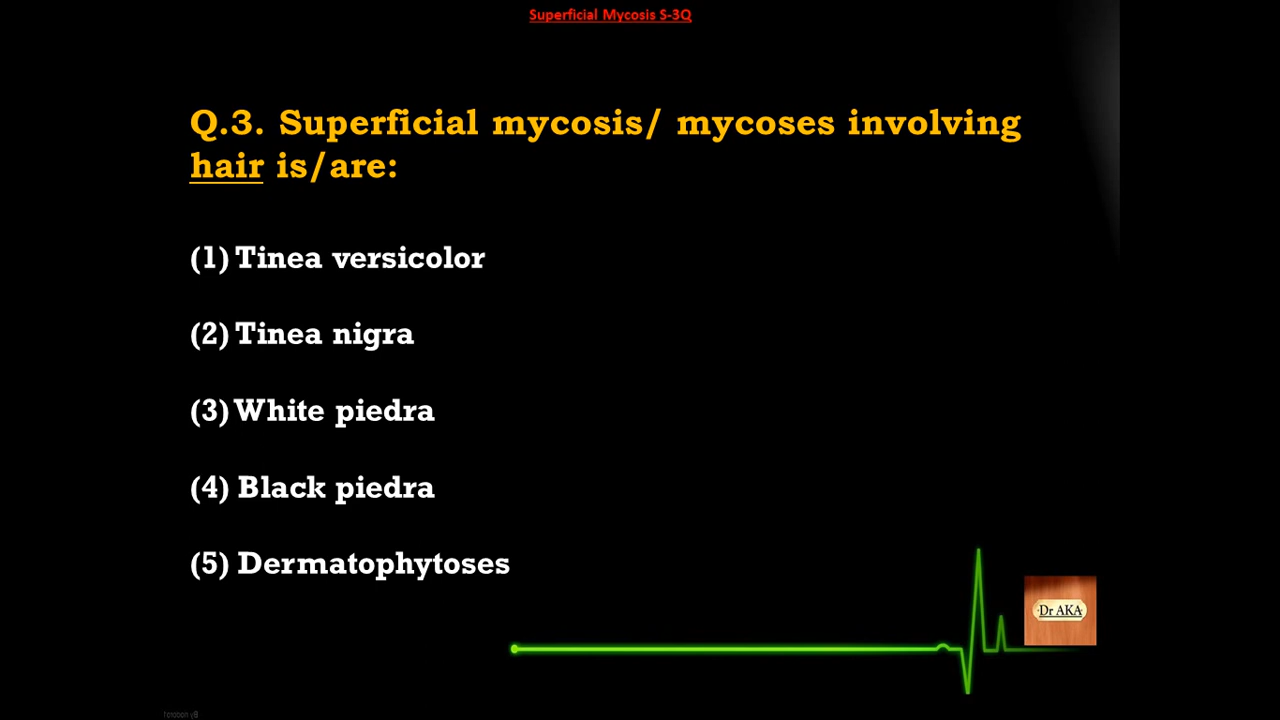 Superficial Mycosis S-3Q
Q.3. Superficial mycosis/ mycoses involving
hair is/are:
(1) Tinea versicolor
(2) Tinea nigra
(3) White piedra
(4) Black piedra
(5) Dermatophytoses
Dr AKA